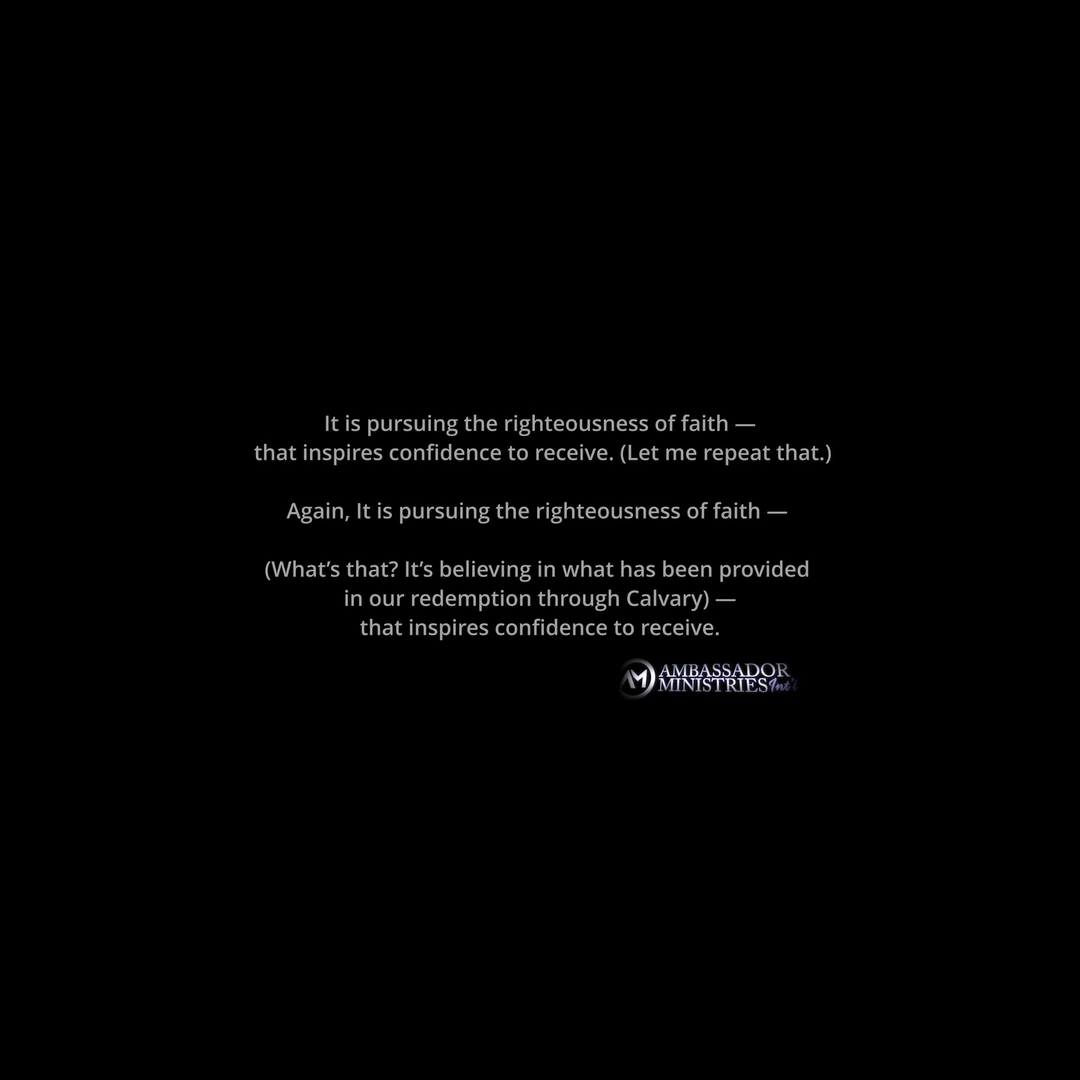 It is pursuing the righteousness of faith —
that inspires confidence to receive. (Let me repeat that.)
Again, It is pursuing the righteousness of faith —
(What’s that? It’s believing in what has been provided
in our redemption through Calvary) —
that inspires confidence to receive.
AM AMBASSADOR
MINISTRIES Int'l